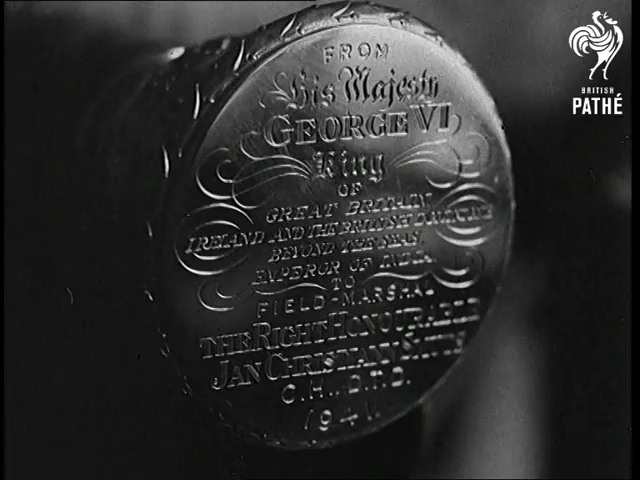 FROM
His Majesty
GEORGE VI
King
OF
GREAT BRITAIN
IRELAND AND THE BRITISH DOMINIONS
BEYOND THE SEAS
EMPEROR OF INDIA
TO
FIELD-MARSHAL
THE RIGHT HONOURABLE
JAN CHRISTIAAN SMUTS
C.H., D.T.D.
1941
BRITISH
PATHÉ